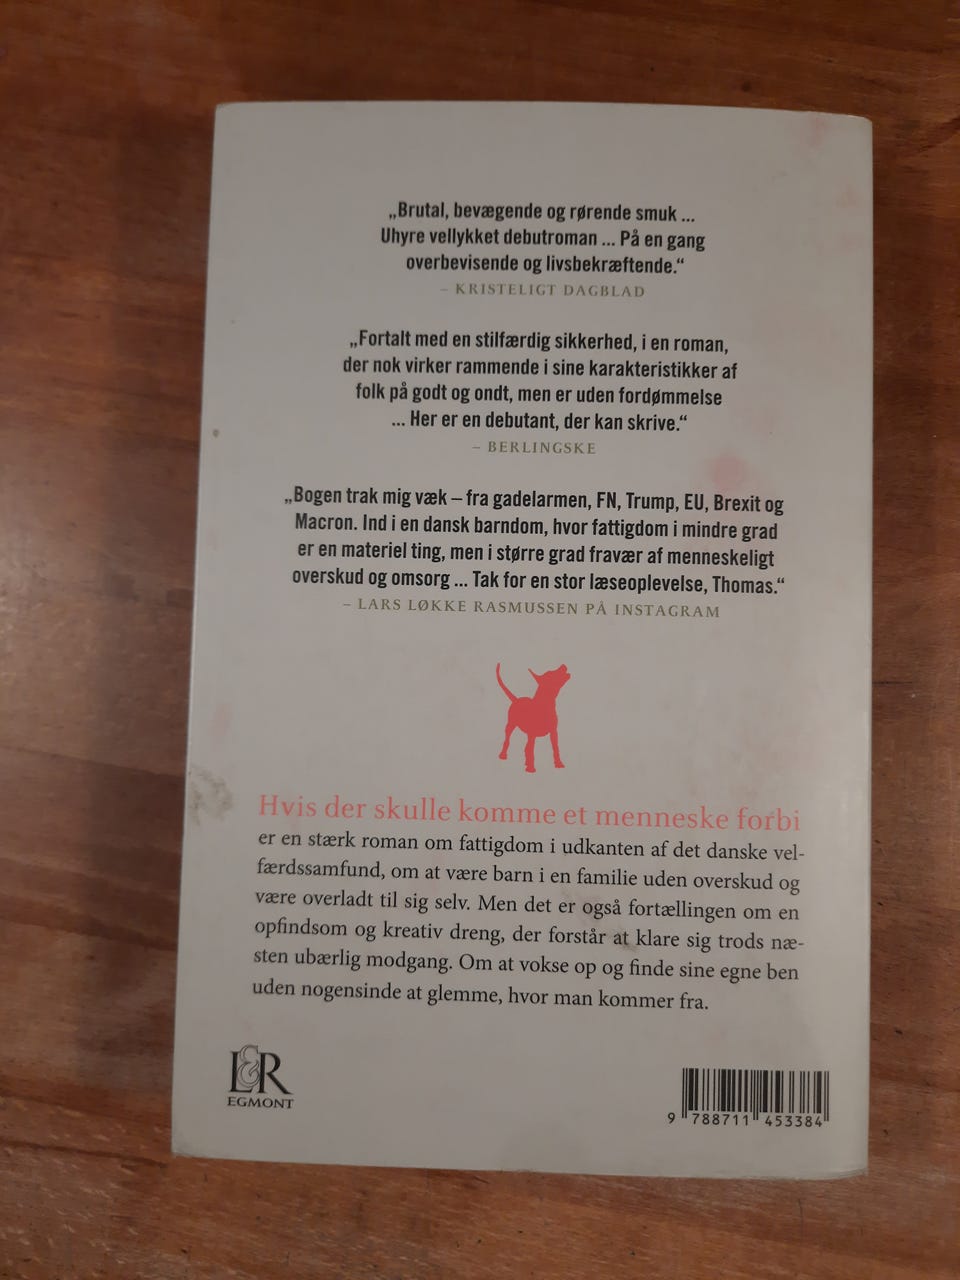 „Brutal, bevægende og rørende smuk ...
Uhyre vellykket debutroman ... På en gang
overbevisende og livsbekræftende.“
– KRISTELIGT DAGBLAD
„Fortalt med en stilfærdig sikkerhed, i en roman,
der nok virker rammende i sine karakteristikker af
folk på godt og ondt, men er uden fordømmelse
... Her er en debutant, der kan skrive.“
– BERLINGSKE
„Bogen trak mig væk – fra gadelarmen, FN, Trump, EU, Brexit og
Macron. Ind i en dansk barndom, hvor fattigdom i mindre grad
er en materiel ting, men i større grad fravær af menneskeligt
overskud og omsorg ... Tak for en stor læseoplevelse, Thomas.“
– LARS LØKKE RASMUSSEN PÅ INSTAGRAM
Hvis der skulle komme et menneske forbi
er en stærk roman om fattigdom i udkanten af det danske vel-
færdssamfund, om at være barn i en familie uden overskud og
være overladt til sig selv. Men det er også fortællingen om en
opfindsom og kreativ dreng, der forstår at klare sig trods næ-
sten ubærlig modgang. Om at vokse op og finde sine egne ben
uden nogensinde at glemme, hvor man kommer fra.
L&R
EGMONT
9 788711 453384